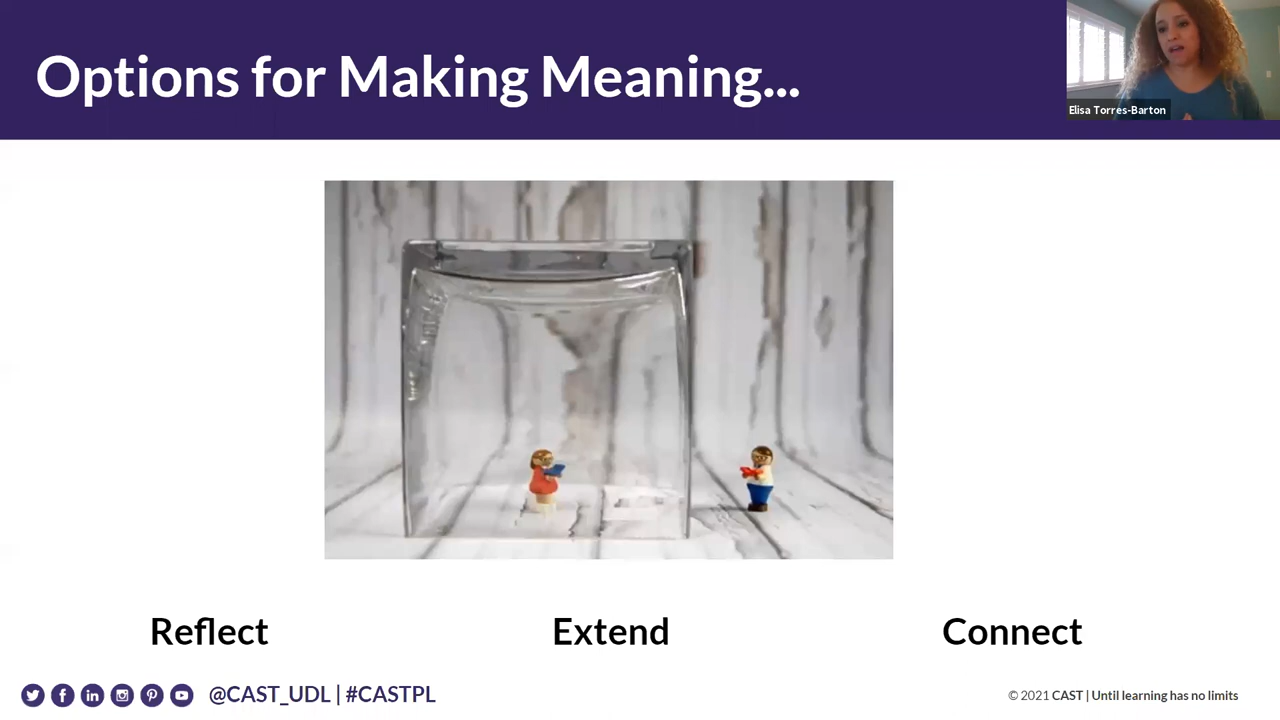 Options for Making Meaning...
Elisa Torres-Barton
Reflect
Extend
Connect
@CAST_UDL | #CASTPL
© 2021 CAST | Until learning has no limits